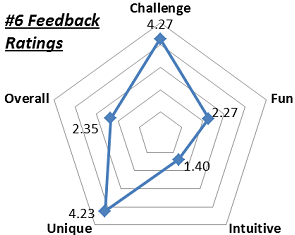 #6 Feedback
Ratings
Challenge
4.27
Overall
Fun
2.27
2.35
1.40
4.23
Unique
Intuitive